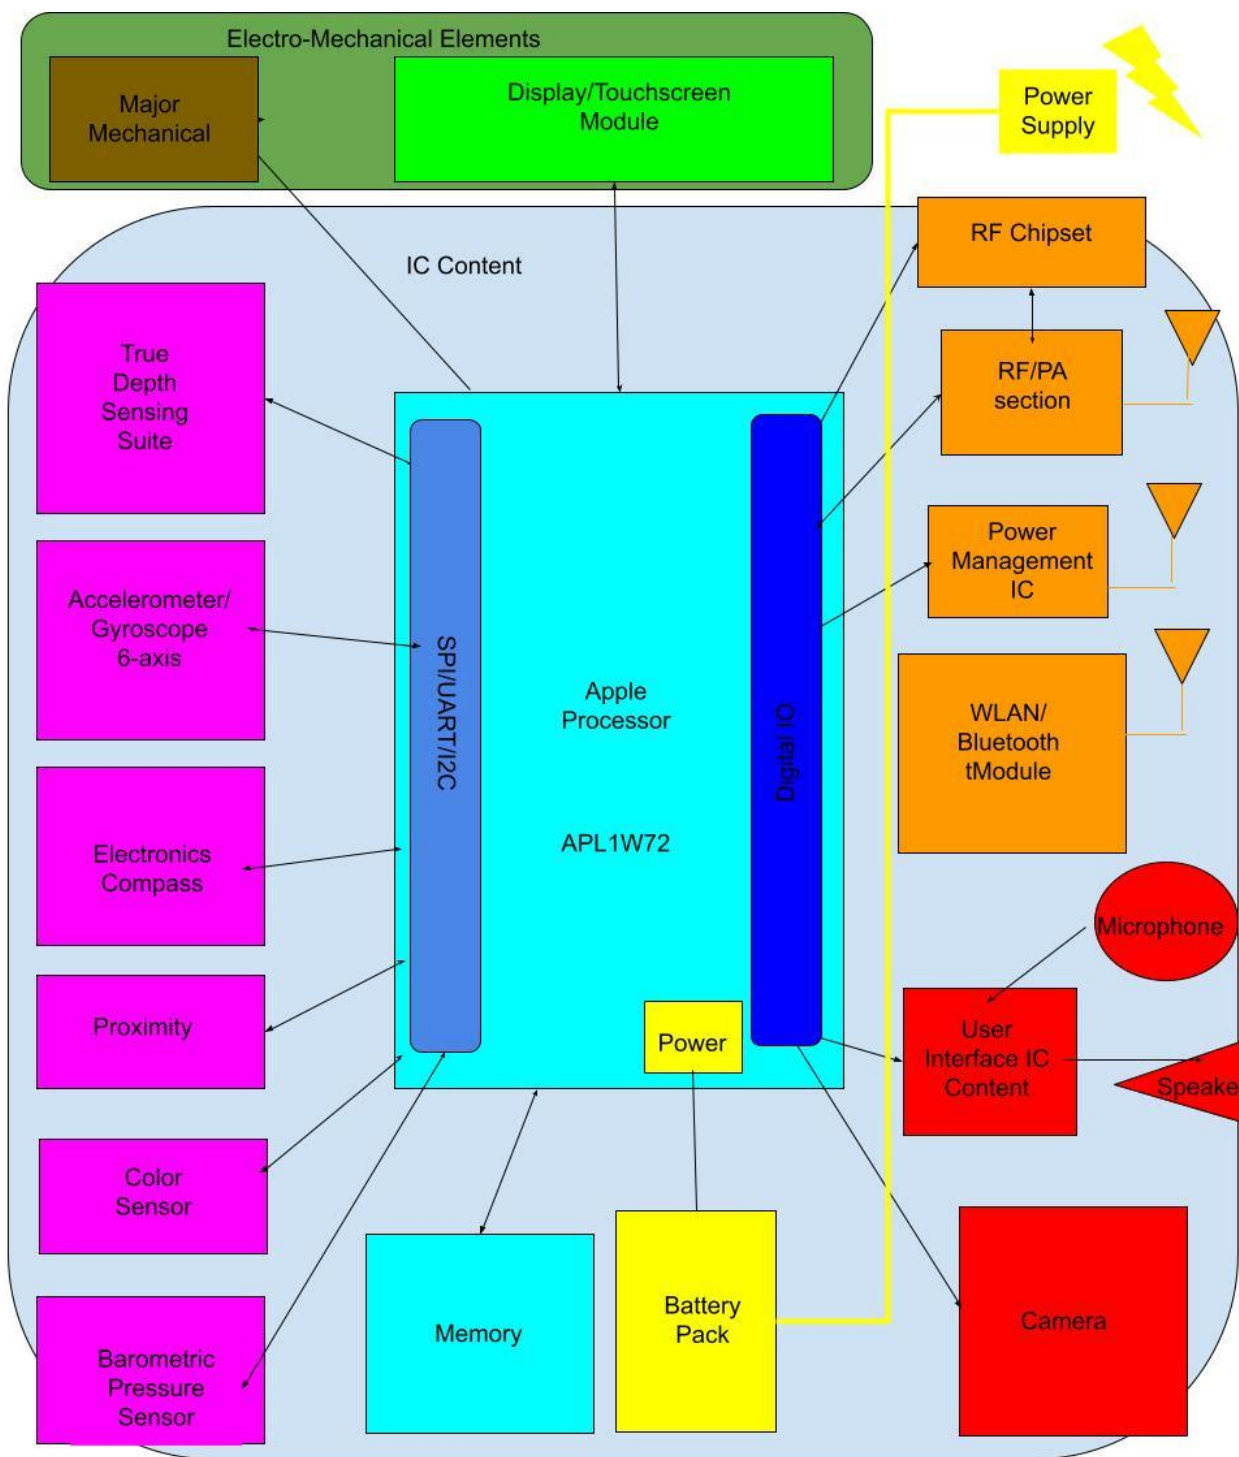 Electro-Mechanical Elements
Major
Mechanical
Display/Touchscreen
Module
Power
Supply
IC Content
RF Chipset
True
Depth
Sensing
Suite
RF/PA
section
Power
Management
IC
Accelerometer/
Gyroscope
6-axis
SPI/UART/I2C
Apple
Processor
APL1W72
Digital IO
WLAN/
Bluetooth
tModule
Electronics
Compass
Microphone
Proximity
Power
User
Interface IC
Content
Speake
Color
Sensor
Memory
Battery
Pack
Camera
Barometric
Pressure
Sensor